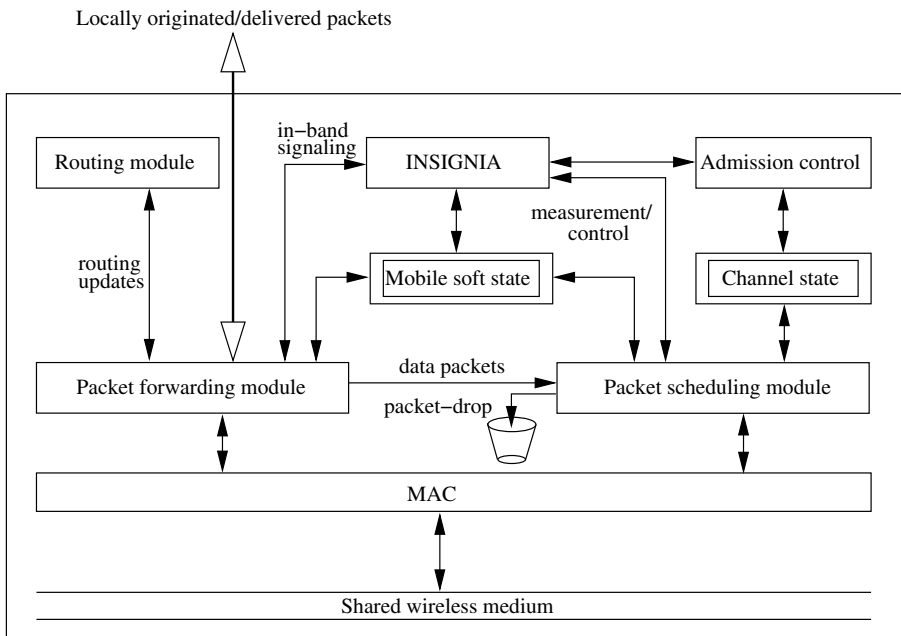 Locally originated/delivered packets
in−band
signaling
Routing module
INSIGNIA
Admission control
measurement/
control
routing
updates
Mobile soft state
Channel state
data packets
Packet forwarding module
Packet scheduling module
packet−drop
MAC
Shared wireless medium